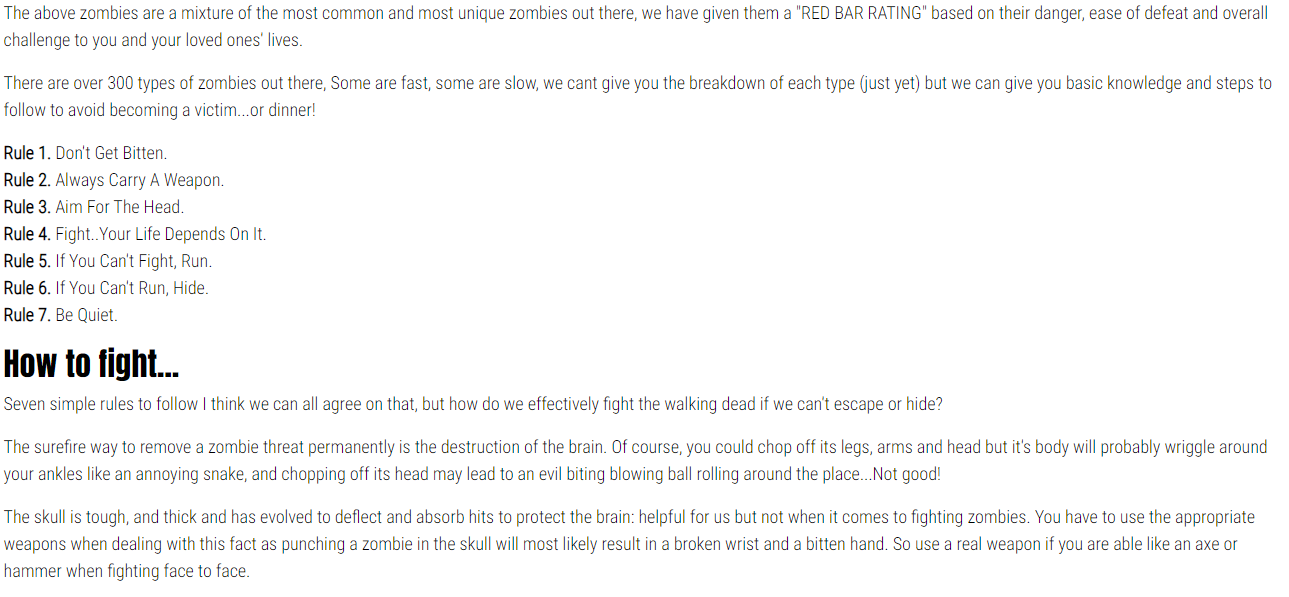 The above zombies are a mixture of the most common and most unique zombies out there, we have given them a "RED BAR RATING" based on their danger, ease of defeat and overall
challenge to you and your loved ones' lives.
There are over 300 types of zombies out there, Some are fast, some are slow, we cant give you the breakdown of each type (just yet) but we can give you basic knowledge and steps to
follow to avoid becoming a victim...or dinner!
Rule 1. Don't Get Bitten.
Rule 2. Always Carry A Weapon.
Rule 3. Aim For The Head.
Rule 4. Fight..Your Life Depends On It.
Rule 5. If You Can't Fight, Run.
Rule 6. If You Can't Run, Hide.
Rule 7. Be Quiet.
How to fight...
Seven simple rules to follow I think we can all agree on that, but how do we effectively fight the walking dead if we can't escape or hide?
The surefire way to remove a zombie threat permanently is the destruction of the brain. Of course, you could chop off its legs, arms and head but it's body will probably wriggle around
your ankles like an annoying snake, and chopping off its head may lead to an evil biting blowing ball rolling around the place...Not good!
The skull is tough, and thick and has evolved to deflect and absorb hits to protect the brain: helpful for us but not when it comes to fighting zombies. You have to use the appropriate
weapons when dealing with this fact as punching a zombie in the skull will most likely result in a broken wrist and a bitten hand. So use a real weapon if you are able like an axe or
hammer when fighting face to face.